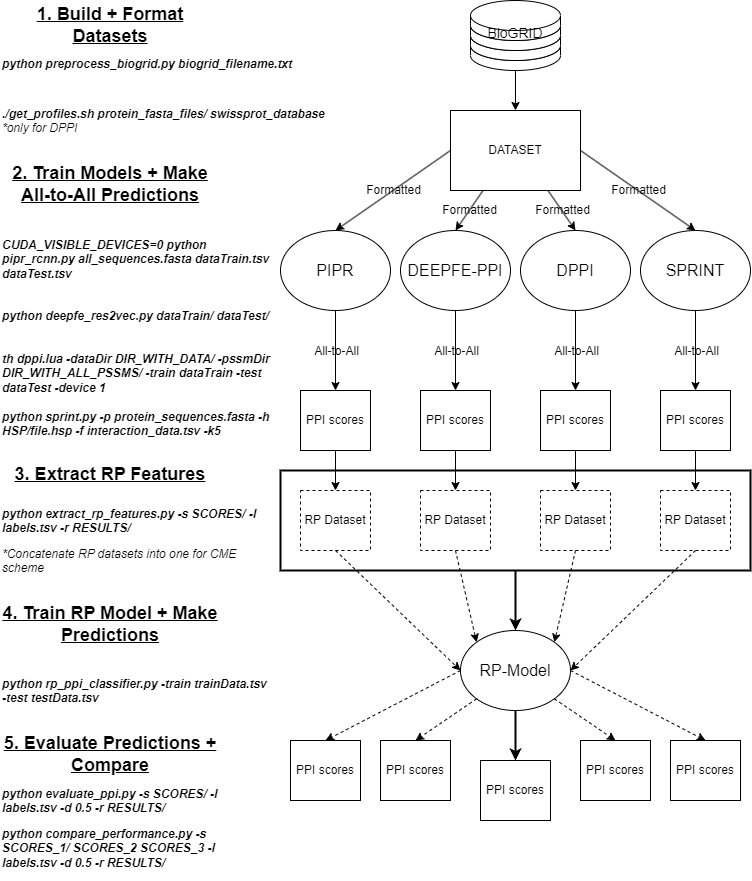 1. Build + Format
Datasets
python preprocess_biogrid.py biogrid_filename.txt
./get_profiles.sh protein_fasta_files/ swissprot_database
*only for DPPI
2. Train Models + Make
All-to-All Predictions
CUDA_VISIBLE_DEVICES=0 python
pipr_rcnn.py all_sequences.fasta dataTrain.tsv
dataTest.tsv
python deepfe_res2vec.py dataTrain/ dataTest/
th dppi.lua -dataDir DIR_WITH_DATA/ -pssmDir
DIR_WITH_ALL_PSSMS/ -train dataTrain -test
dataTest -device 1
python sprint.py -p protein_sequences.fasta -h
HSP/file.hsp -f interaction_data.tsv -k5
3. Extract RP Features
python extract_rp_features.py -s SCORES/ -l
labels.tsv -r RESULTS/
*Concatenate RP datasets into one for CME
scheme
4. Train RP Model + Make
Predictions
python rp_ppi_classifier.py -train trainData.tsv
-test testData.tsv
5. Evaluate Predictions +
Compare
python evaluate_ppi.py -s SCORES/ -l
labels.tsv -d 0.5 -r RESULTS/
python compare_performance.py -s
SCORES_1/ SCORES_2 SCORES_3 -l
labels.tsv -d 0.5 -r RESULTS/
BioGRID
DATASET
Formatted
Formatted
Formatted
Formatted
PIPR
DEEPFE-PPI
DPPI
SPRINT
All-to-All
All-to-All
All-to-All
All-to-All
PPI scores
PPI scores
PPI scores
PPI scores
RP Dataset
RP Dataset
RP Dataset
RP Dataset
RP-Model
PPI scores
PPI scores
PPI scores
PPI scores
PPI scores